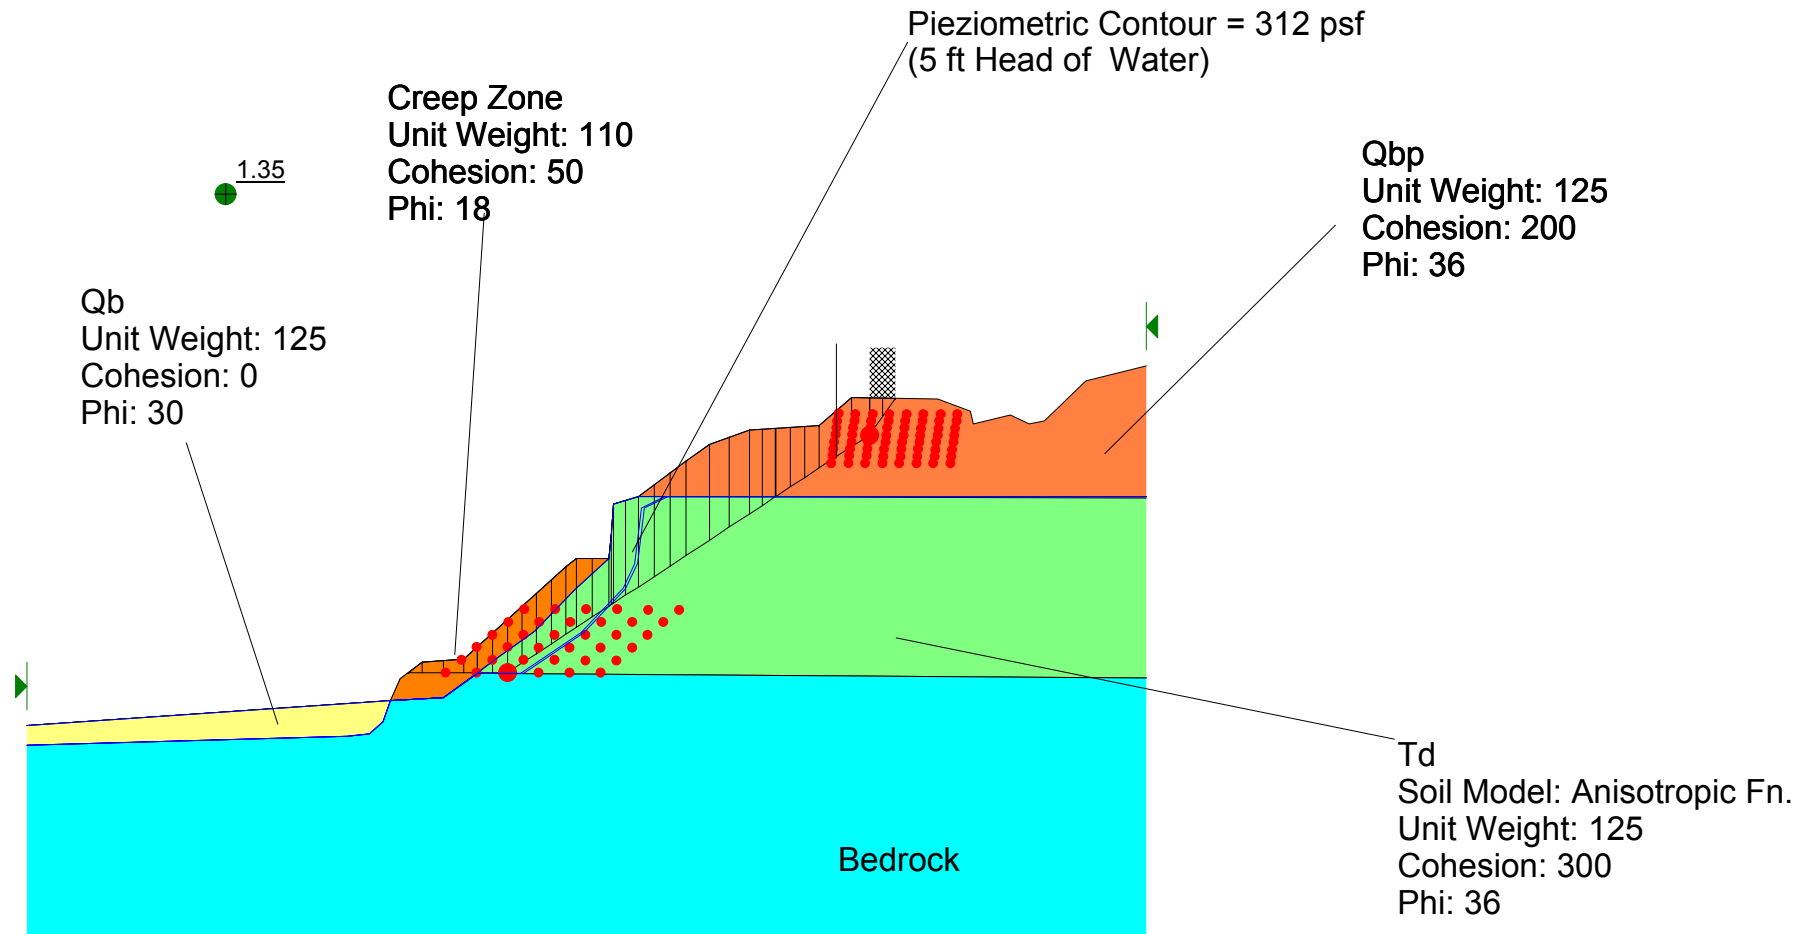 Pieziometric Contour = 312 psf
(5 ft Head of Water)
Creep Zone
Unit Weight: 110
Cohesion: 50
Phi: 18
1.35
Qbp
Unit Weight: 125
Cohesion: 200
Phi: 36
Qb
Unit Weight: 125
Cohesion: 0
Phi: 30
Td
Soil Model: Anisotropic Fn.
Unit Weight: 125
Cohesion: 300
Phi: 36
Bedrock